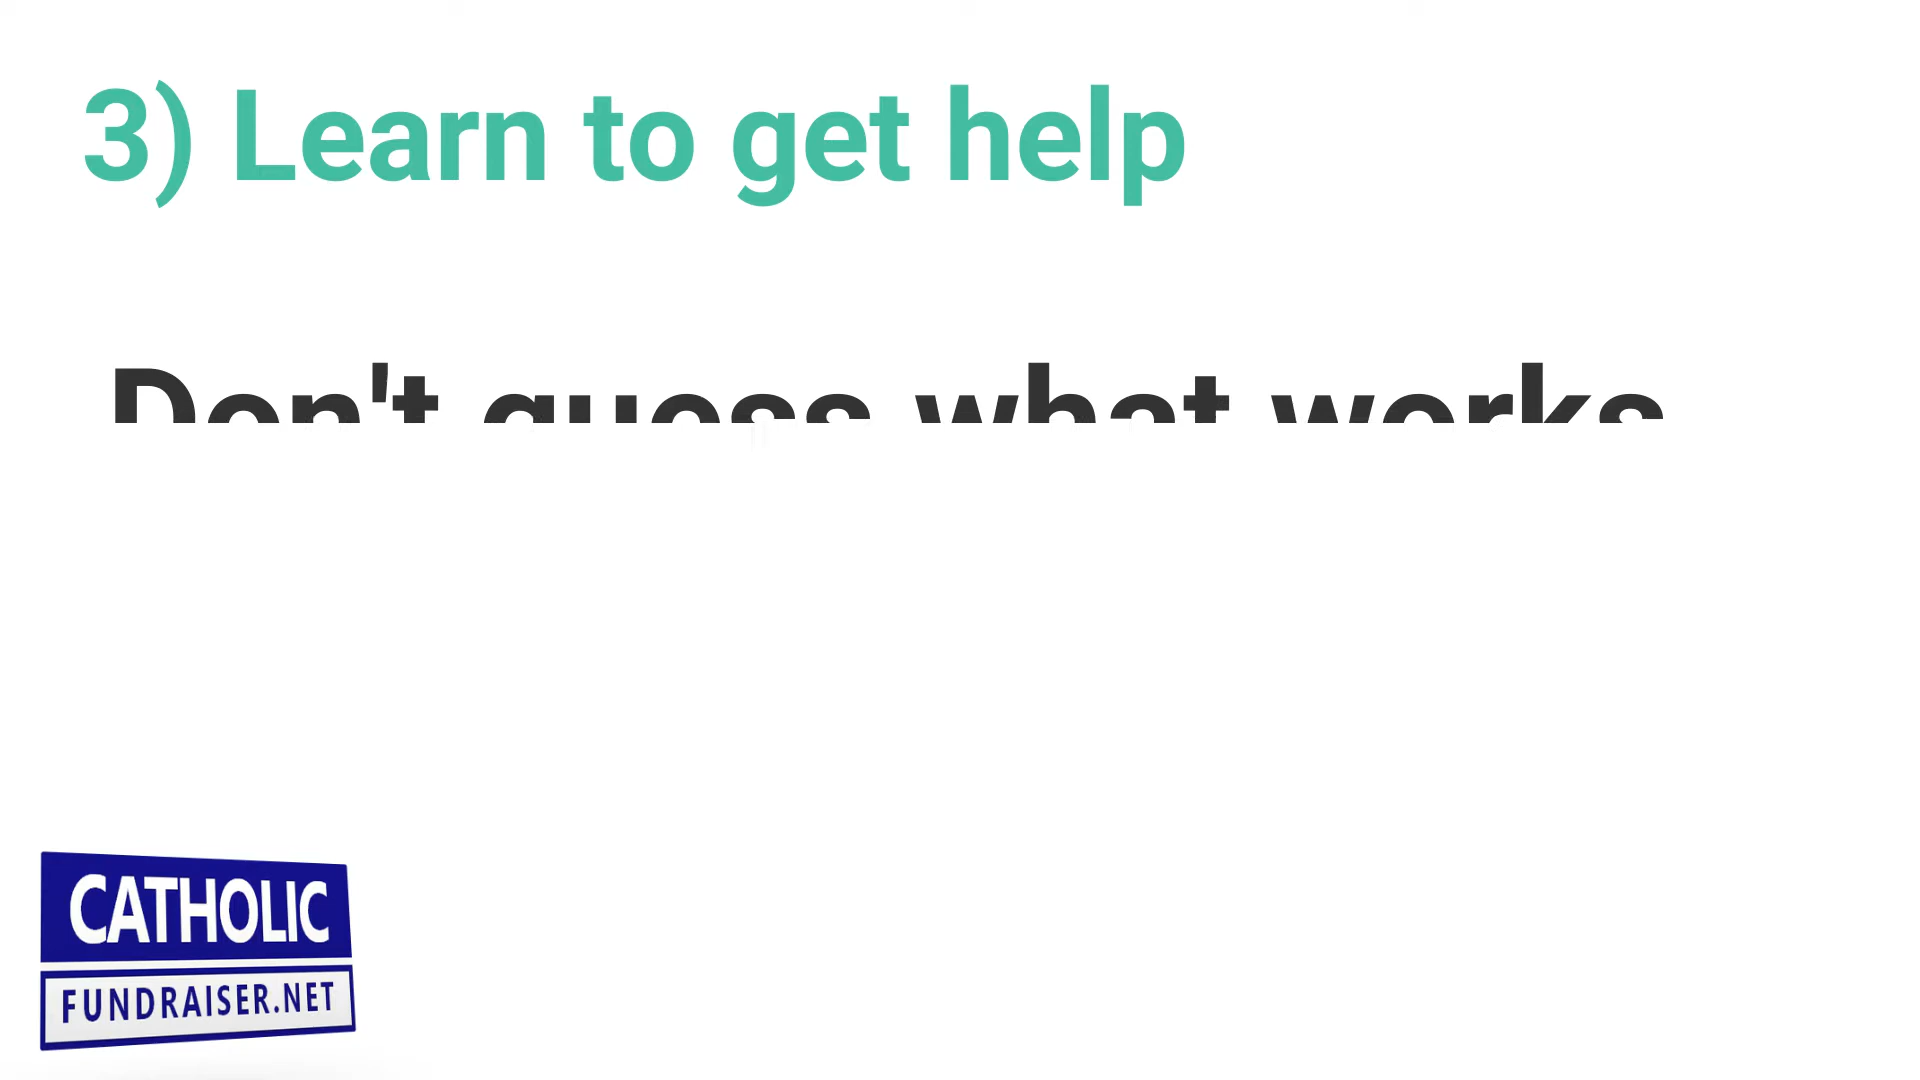 3) Learn to get help
Don't guess what works
CATHOLIC
FUNDRAISER.NET